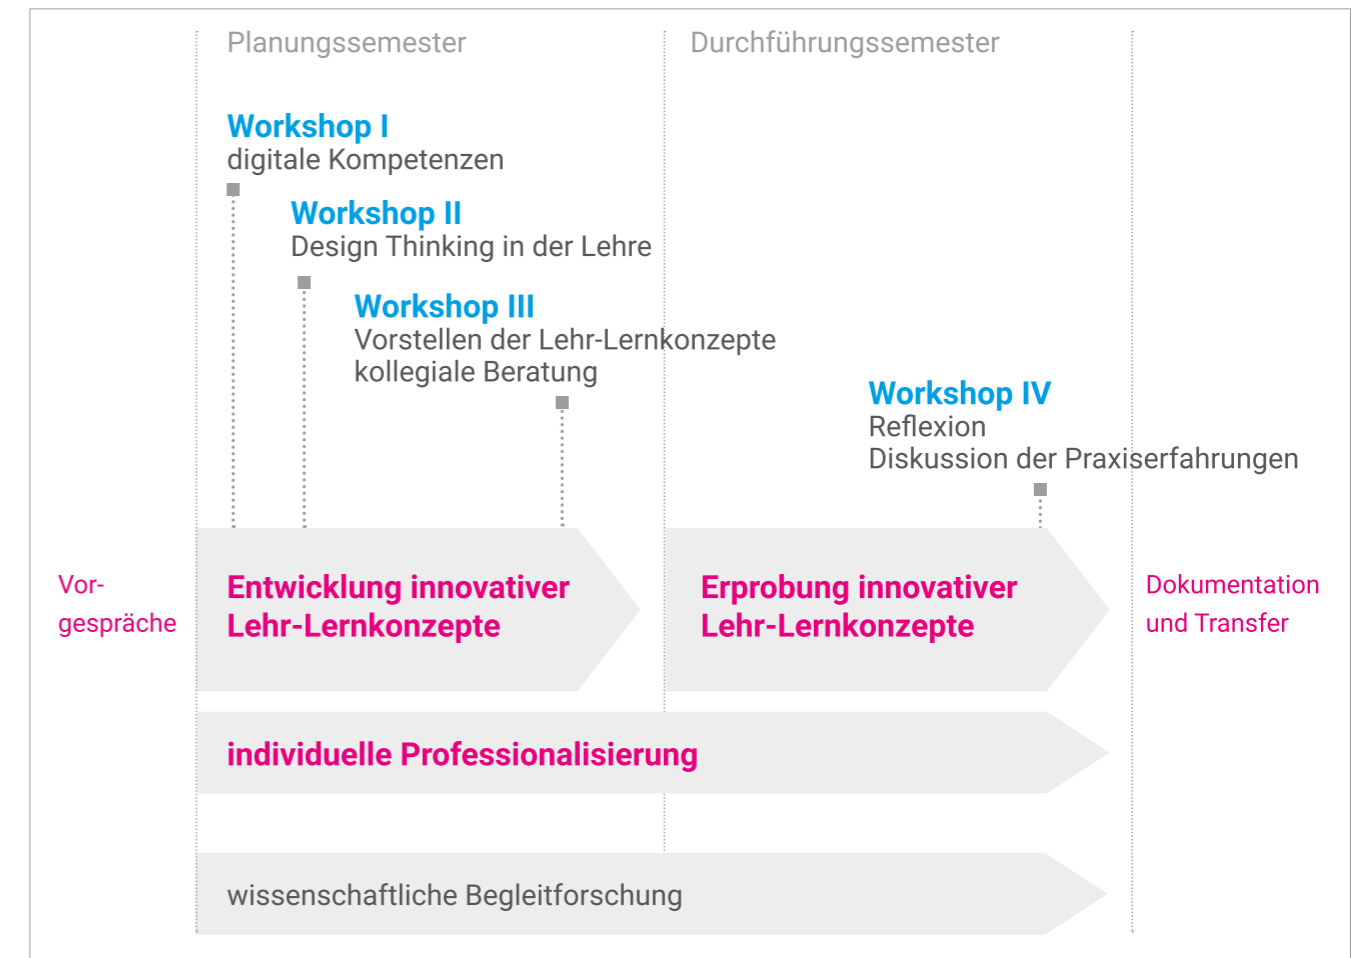 Planungssemester
Durchführungssemester
Workshop I
digitale Kompetenzen
Workshop II
Design Thinking in der Lehre
Workshop III
Vorstellen der Lehr-Lernkonzepte
kollegiale Beratung
Workshop IV
Reflexion
Diskussion der Praxiserfahrungen
Vor-
gespräche
Entwicklung innovativer
Lehr-Lernkonzepte
Erprobung innovativer
Lehr-Lernkonzepte
Dokumentation
und Transfer
individuelle Professionalisierung
wissenschaftliche Begleitforschung